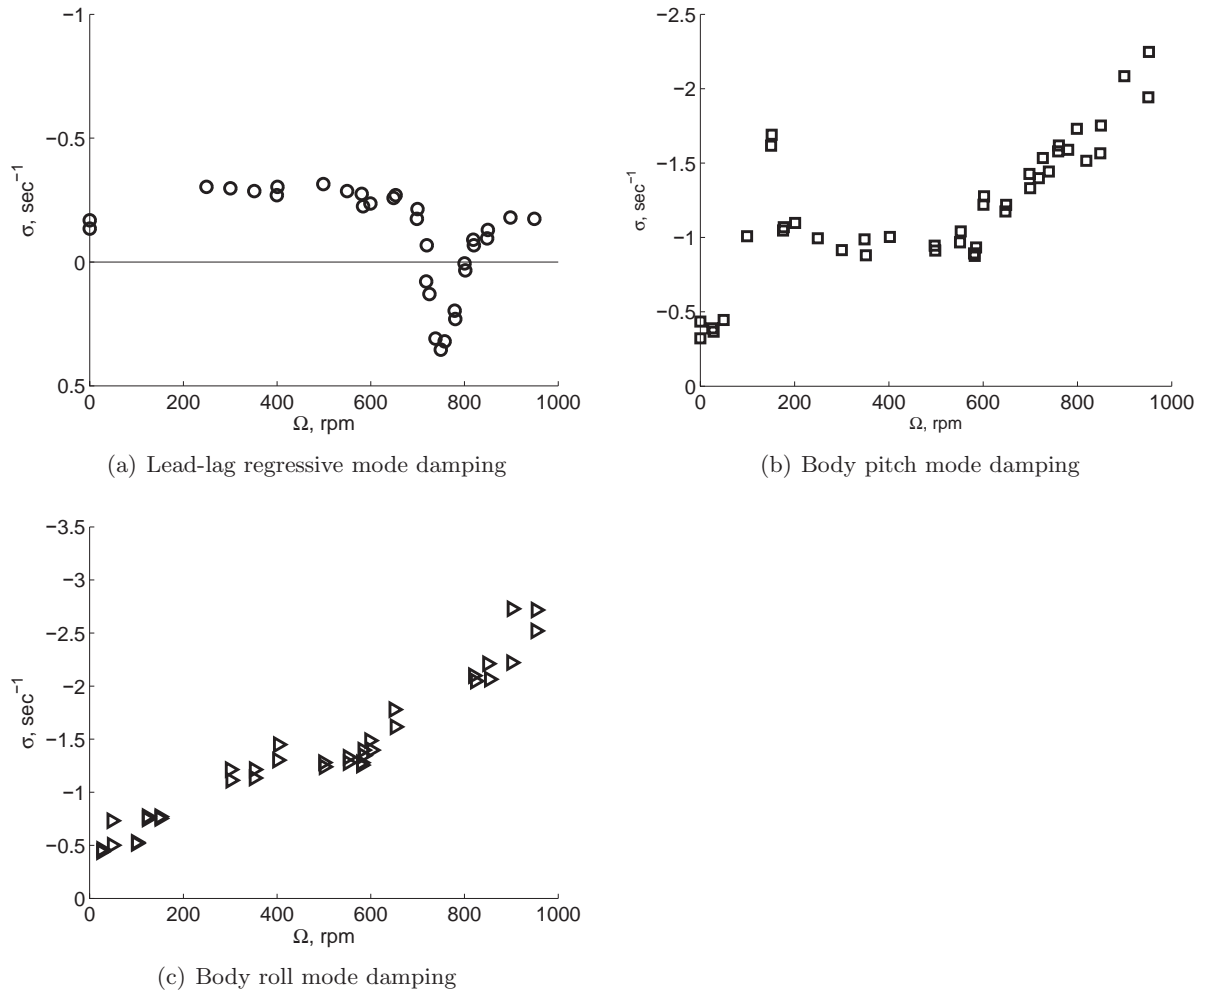 −1
−0.5
0
0.5
σ, sec−1
0 200 400 600 800 1000
Ω, rpm
(a) Lead-lag regressive mode damping
−2.5
−2
−1.5
−1
−0.5
0
σ, sec−1
0 200 400 600 800 1000
Ω, rpm
(b) Body pitch mode damping
−3.5
−3
−2.5
−2
−1.5
−1
−0.5
0
σ, sec−1
0 200 400 600 800 1000
Ω, rpm
(c) Body roll mode damping